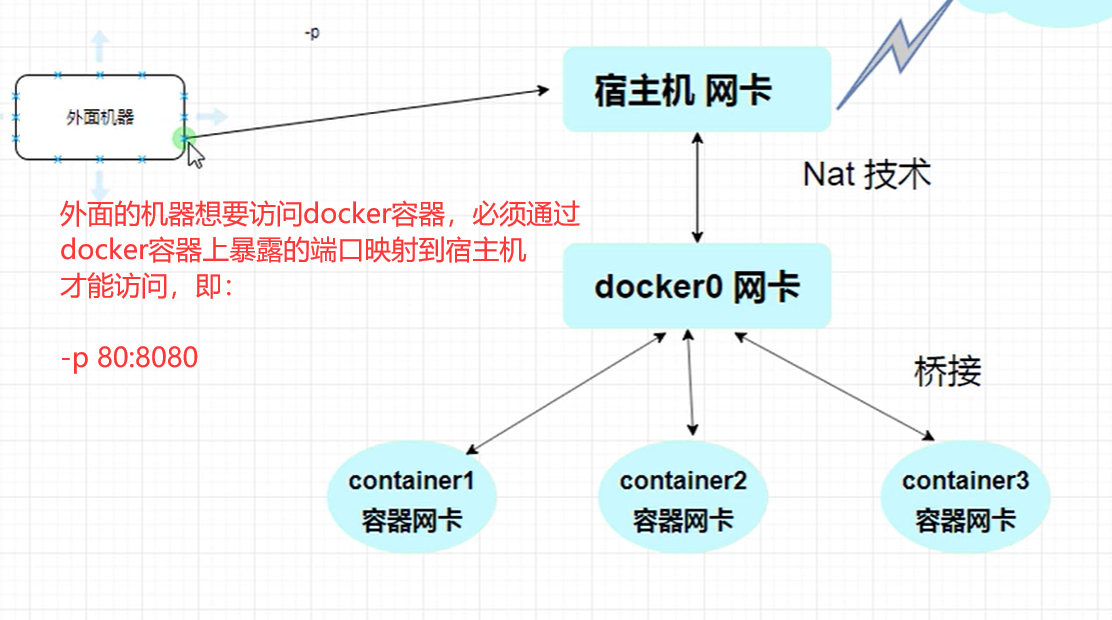 -p
外面机器
宿主机 网卡
Nat 技术
外面的机器想要访问docker容器，必须通过
docker容器上暴露的端口映射到宿主机
才能访问，即：
docker0 网卡
-p 80:8080
桥接
container1
容器网卡
container2
容器网卡
container3
容器网卡